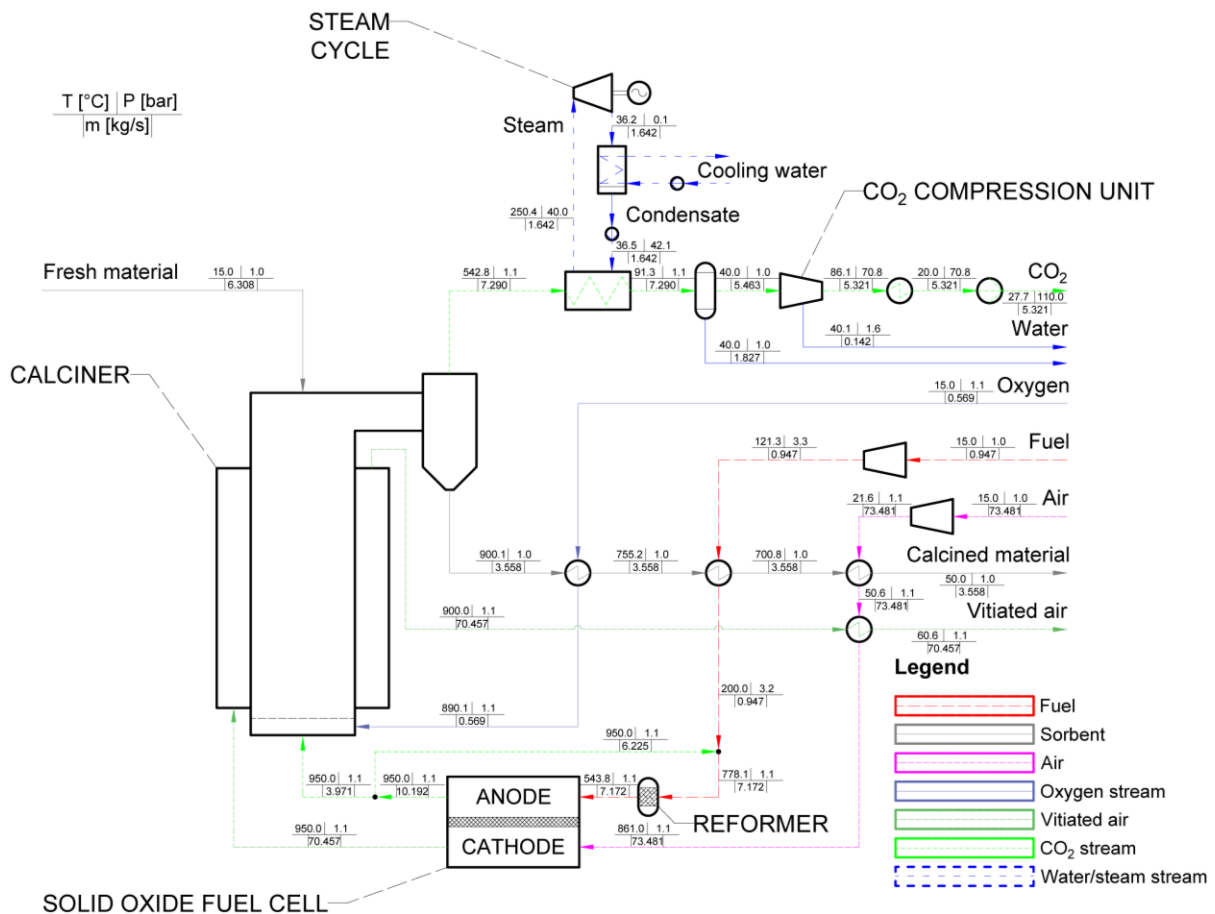 STEAM
CYCLE
T [°C] | P [bar]
m [kg/s]
Steam
36.2 | 0.1
1.642
Cooling water
CO₂ COMPRESSION UNIT
250.4 | 40.0
1.642
Condensate
36.5 | 42.1
1.642
Fresh material
15.0 | 1.0
6.308
542.8 | 1.1
7.290
91.3 | 1.1
7.290
40.0 | 1.0
5.463
86.1 | 70.8
5.321
20.0 | 70.8
5.321
CO₂
27.7 | 110.0
5.321
Water
40.1 | 1.6
0.142
40.0 | 1.0
1.827
CALCINER
15.0 | 1.1
0.569
Oxygen
121.3 | 3.3
0.947
15.0 | 1.0
0.947
Fuel
21.6 | 1.1
73.481
15.0 | 1.0
73.481
Air
900.1 | 1.0
3.558
755.2 | 1.0
3.558
700.8 | 1.0
3.558
Calcined material
50.0 | 1.0
3.558
50.6 | 1.1
73.481
900.0 | 1.1
70.457
Vitiated air
60.6 | 1.1
70.457
Legend
Fuel
Sorbent
Air
Oxygen stream
Vitiated air
CO₂ stream
Water/steam stream
200.0 | 3.2
0.947
890.1 | 1.1
0.569
950.0 | 1.1
6.225
950.0 | 1.1
3.971
950.0 | 1.1
10.192
543.8 | 1.1
7.172
778.1 | 1.1
7.172
ANODE
REFORMER
CATHODE
950.0 | 1.1
70.457
861.0 | 1.1
73.481
SOLID OXIDE FUEL CELL